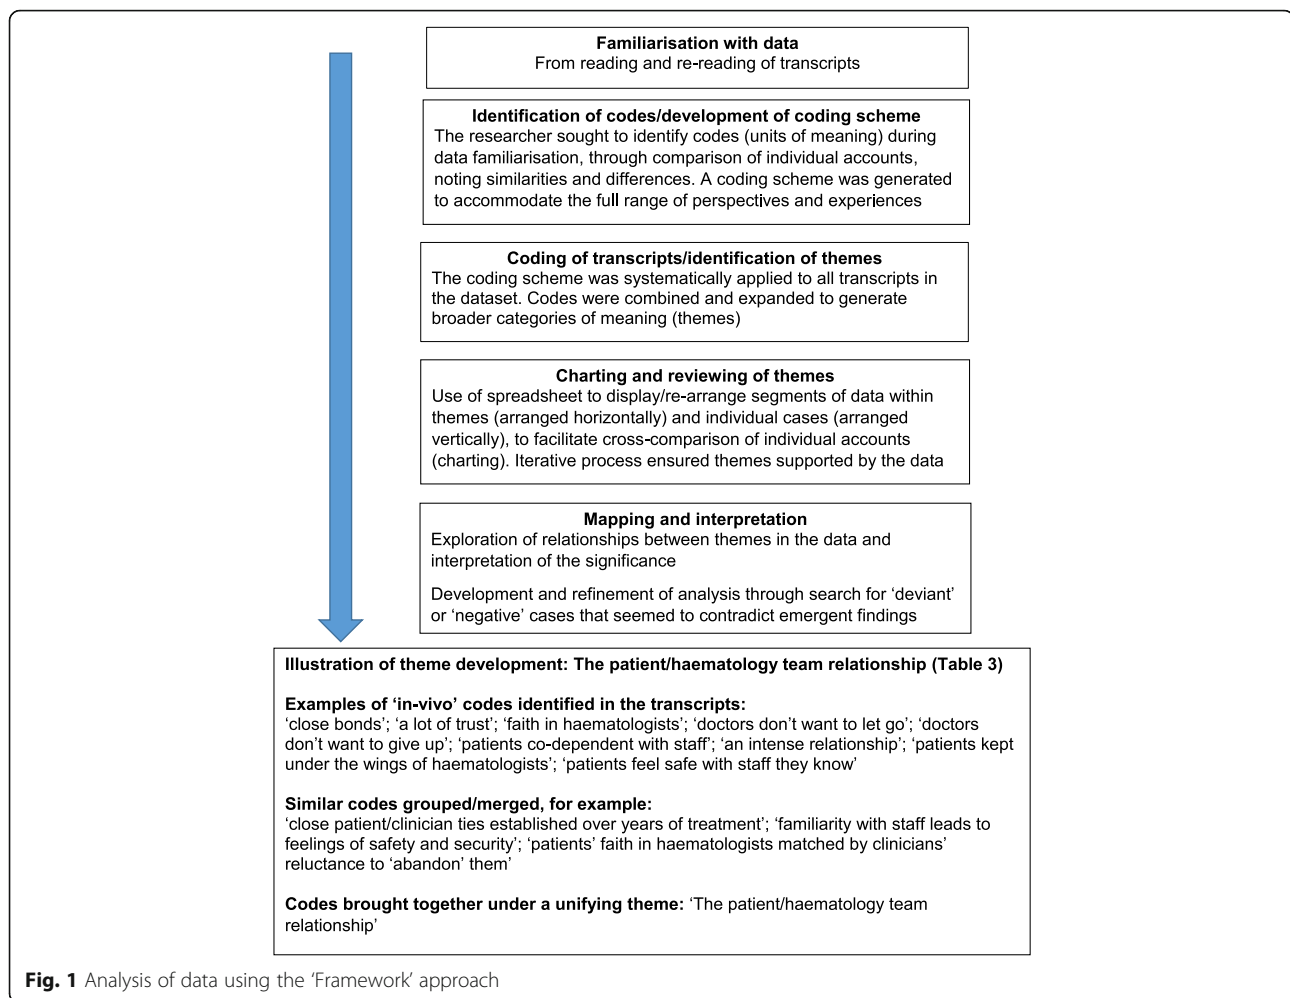 Familiarisation with data
From reading and re-reading of transcripts
Identification of codes/development of coding scheme
The researcher sought to identify codes (units of meaning) during
data familiarisation, through comparison of individual accounts,
noting similarities and differences. A coding scheme was generated
to accommodate the full range of perspectives and experiences
Coding of transcripts/identification of themes
The coding scheme was systematically applied to all transcripts in
the dataset. Codes were combined and expanded to generate
broader categories of meaning (themes)
Charting and reviewing of themes
Use of spreadsheet to display/re-arrange segments of data within
themes (arranged horizontally) and individual cases (arranged
vertically), to facilitate cross-comparison of individual accounts
(charting). Iterative process ensured themes supported by the data
Mapping and interpretation
Exploration of relationships between themes in the data and
interpretation of the significance
Development and refinement of analysis through search for ‘deviant’
or ‘negative’ cases that seemed to contradict emergent findings
Illustration of theme development: The patient/haematology team relationship (Table 3)
Examples of ‘in-vivo’ codes identified in the transcripts:
‘close bonds’; ‘a lot of trust’; ‘faith in haematologists’; ‘doctors don’t want to let go’; ‘doctors
don’t want to give up’; ‘patients co-dependent with staff’; ‘an intense relationship’; ‘patients kept
under the wings of haematologists’; ‘patients feel safe with staff they know’
Similar codes grouped/merged, for example:
‘close patient/clinician ties established over years of treatment’; ‘familiarity with staff leads to
feelings of safety and security’; ‘patients’ faith in haematologists matched by clinicians’
reluctance to ‘abandon’ them’
Codes brought together under a unifying theme: ‘The patient/haematology team
relationship’
Fig. 1 Analysis of data using the ‘Framework’ approach